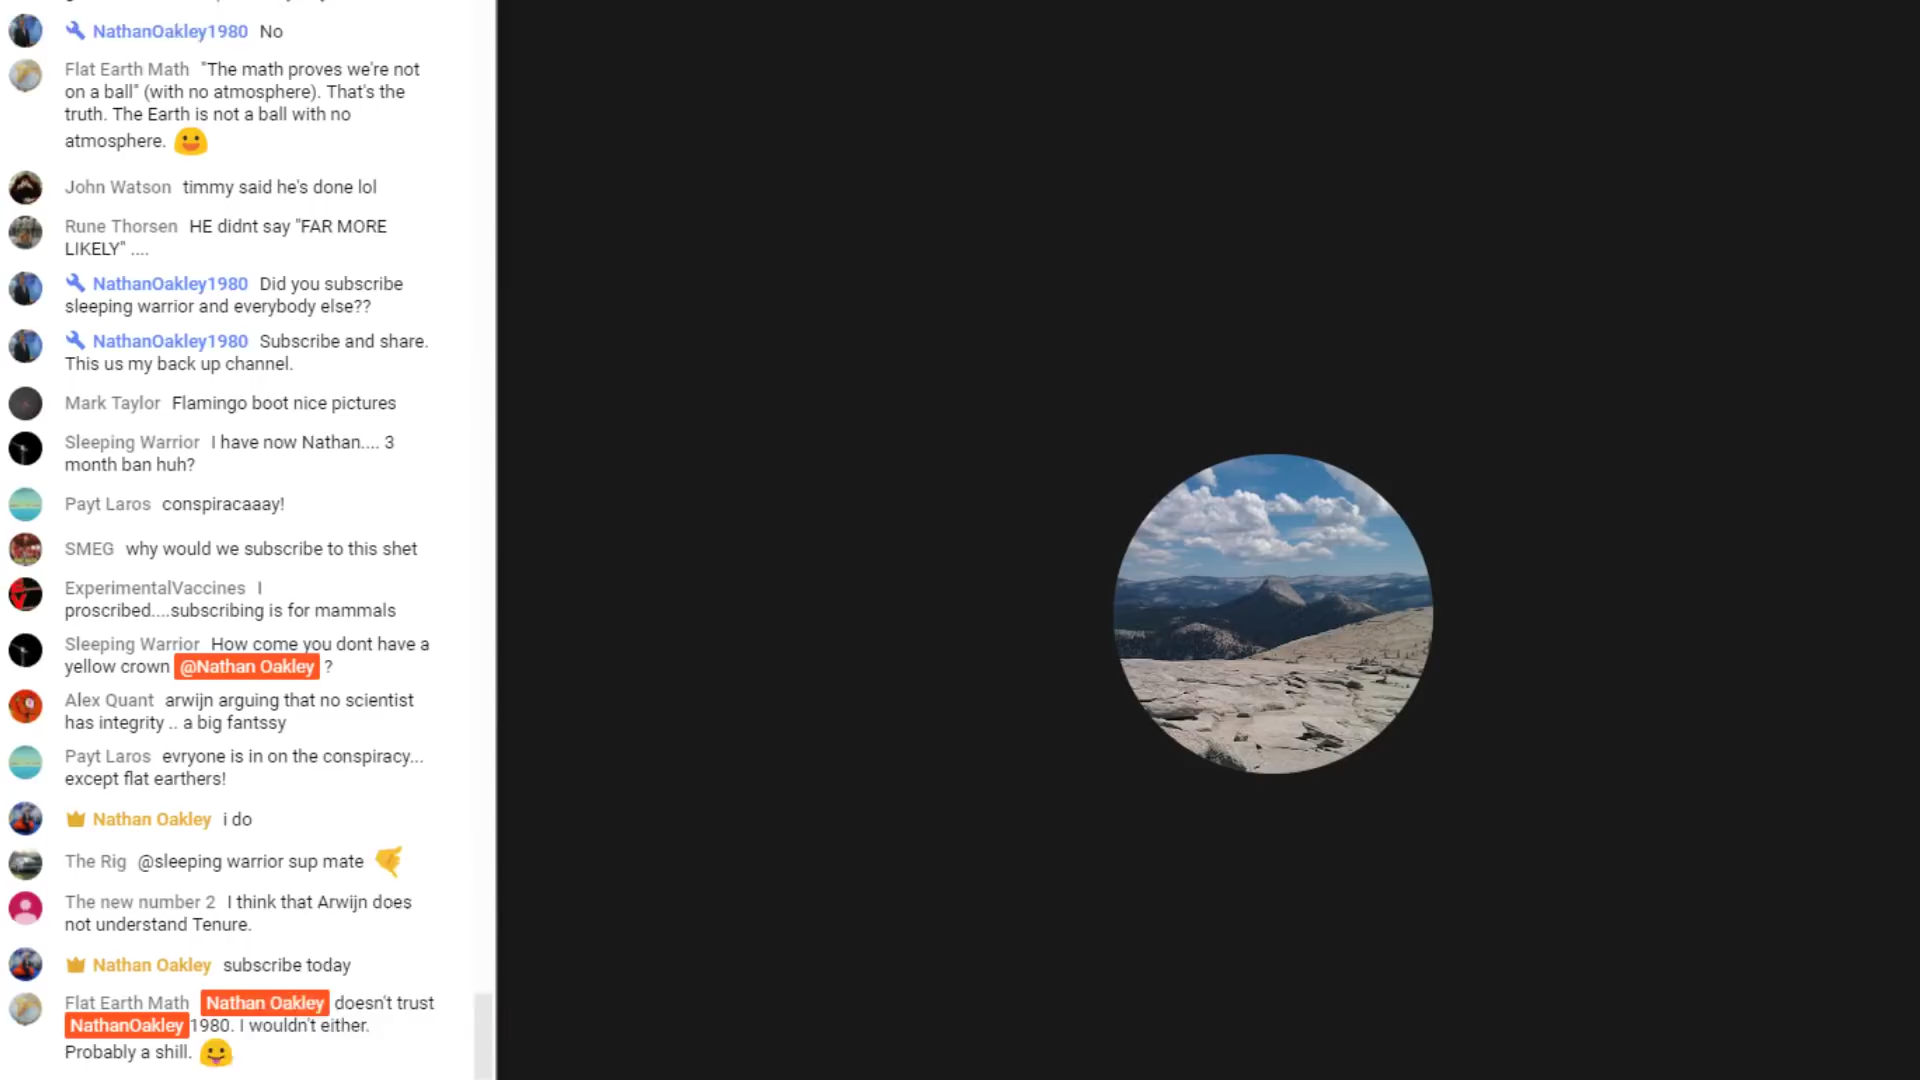 NathanOakley1980 No
Flat Earth Math "The math proves we're not
on a ball" (with no atmosphere). That's the
truth. The Earth is not a ball with no
atmosphere.
John Watson timmy said he's done lol
Rune Thorsen HE didnt say "FAR MORE
LIKELY" ....
NathanOakley1980 Did you subscribe
sleeping warrior and everybody else??
NathanOakley1980 Subscribe and share.
This us my back up channel.
Mark Taylor Flamingo boot nice pictures
Sleeping Warrior I have now Nathan.... 3
month ban huh?
Payt Laros conspiracaaay!
SMEG why would we subscribe to this shet
ExperimentalVaccines I
proscribed....subscribing is for mammals
Sleeping Warrior How come you dont have a
yellow crown @Nathan Oakley ?
Alex Quant arwijn arguing that no scientist
has integrity .. a big fantssy
Payt Laros evryone is in on the conspiracy...
except flat earthers!
Nathan Oakley i do
The Rig @sleeping warrior sup mate
The new number 2 I think that Arwijn does
not understand Tenure.
Nathan Oakley subscribe today
Flat Earth Math Nathan Oakley doesn't trust
NathanOakley 1980. I wouldn't either.
Probably a shill.